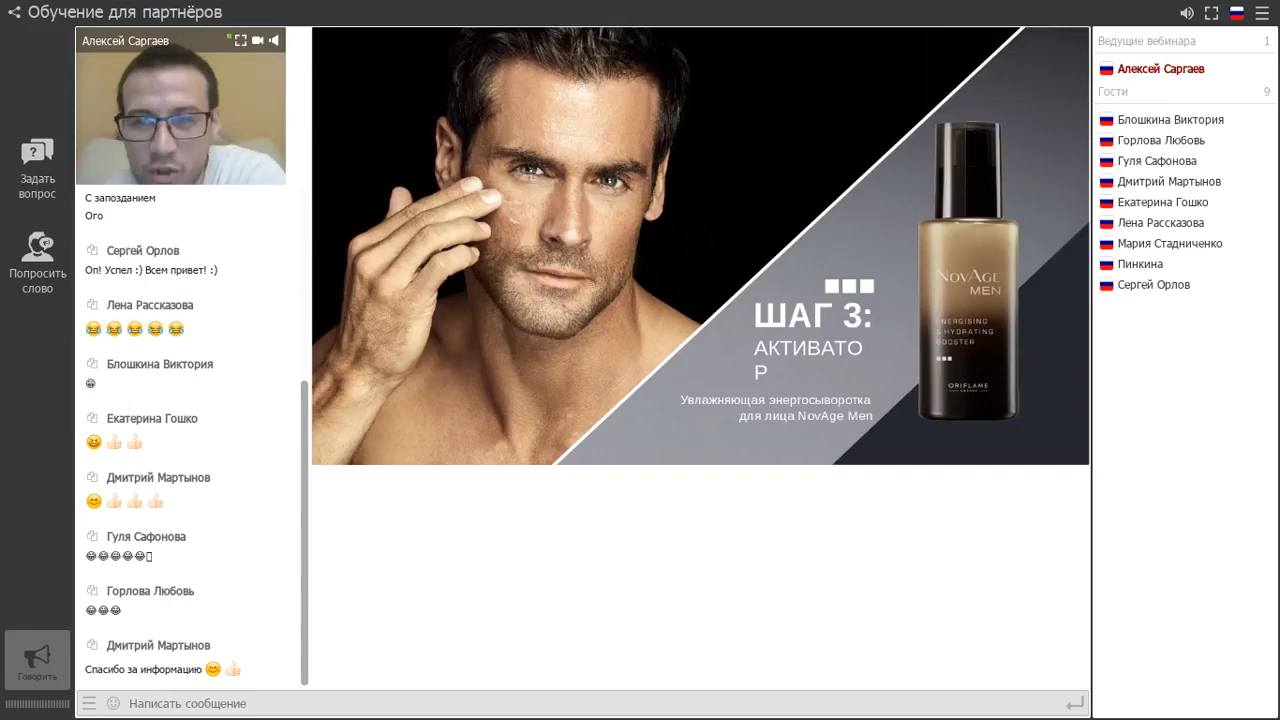 Обучение для партнёров
Задать
вопрос
Попросить
слово
Говорить
Алексей Саргаев
С запозданием
Ого
Сергей Орлов
Оп! Успел :) Всем привет! :)
Лена Рассказова
😂 😂 😂 😂 😂
Блошкина Виктория
😁
Екатерина Гошко
😆 👍 👍
Дмитрий Мартынов
😊 👍 👍 👍
Гуля Сафонова
😂😂😂😂😂
Горлова Любовь
😂😂😂
Дмитрий Мартынов
Спасибо за информацию 😊 👍
Написать сообщение
ШАГ 3:
АКТИВАТО
Р
Увлажняющая энергосыворотка
для лица NovAge Men
NOVAGE
MEN
ENERGISING
& HYDRATING
BOOSTER
ORIFLAME
SWEDEN
Ведущие вебинара 1
Алексей Саргаев
Гости 9
Блошкина Виктория
Горлова Любовь
Гуля Сафонова
Дмитрий Мартынов
Екатерина Гошко
Лена Рассказова
Мария Стадниченко
Пинкина
Сергей Орлов